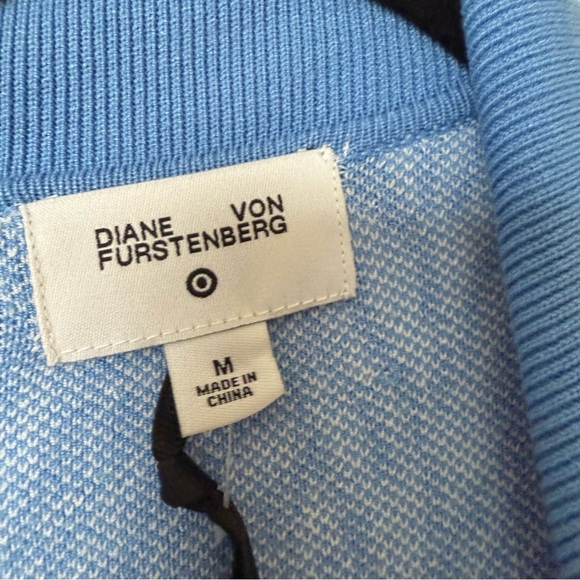 DIANE VON
FURSTENBERG
M
MADE IN
CHINA